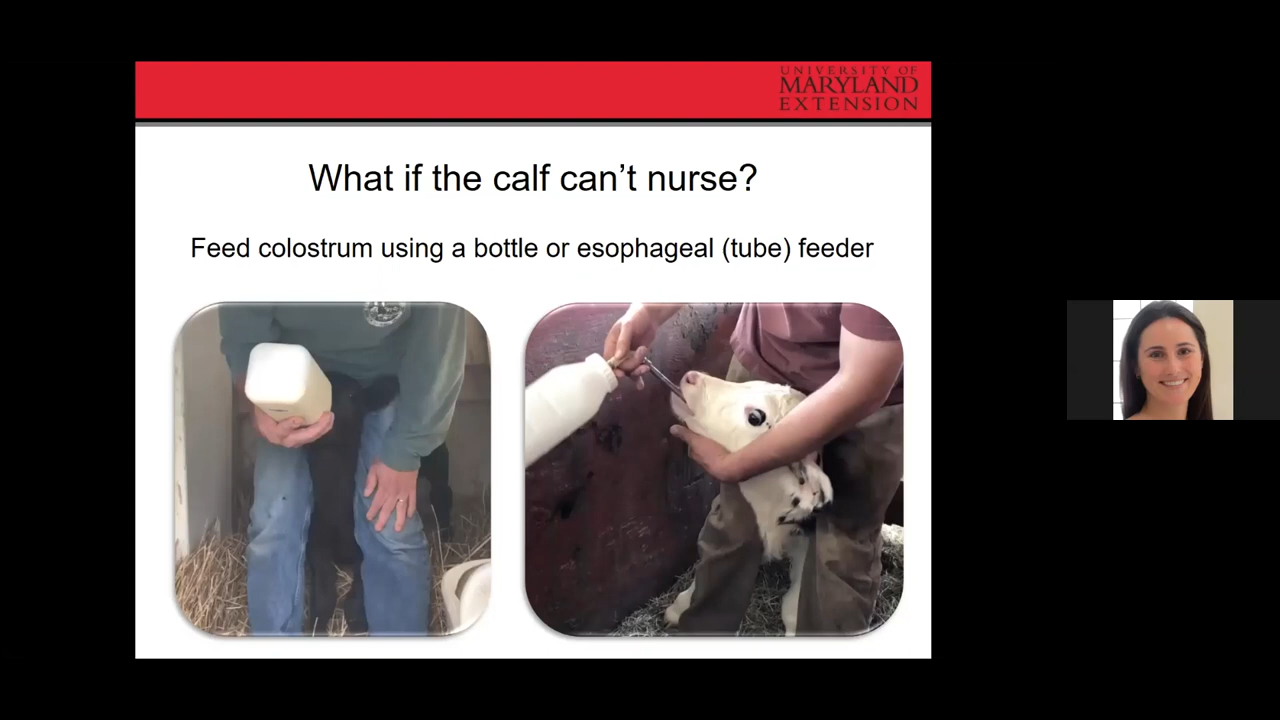 UNIVERSITY OF
MARYLAND
EXTENSION
What if the calf can’t nurse?
Feed colostrum using a bottle or esophageal (tube) feeder